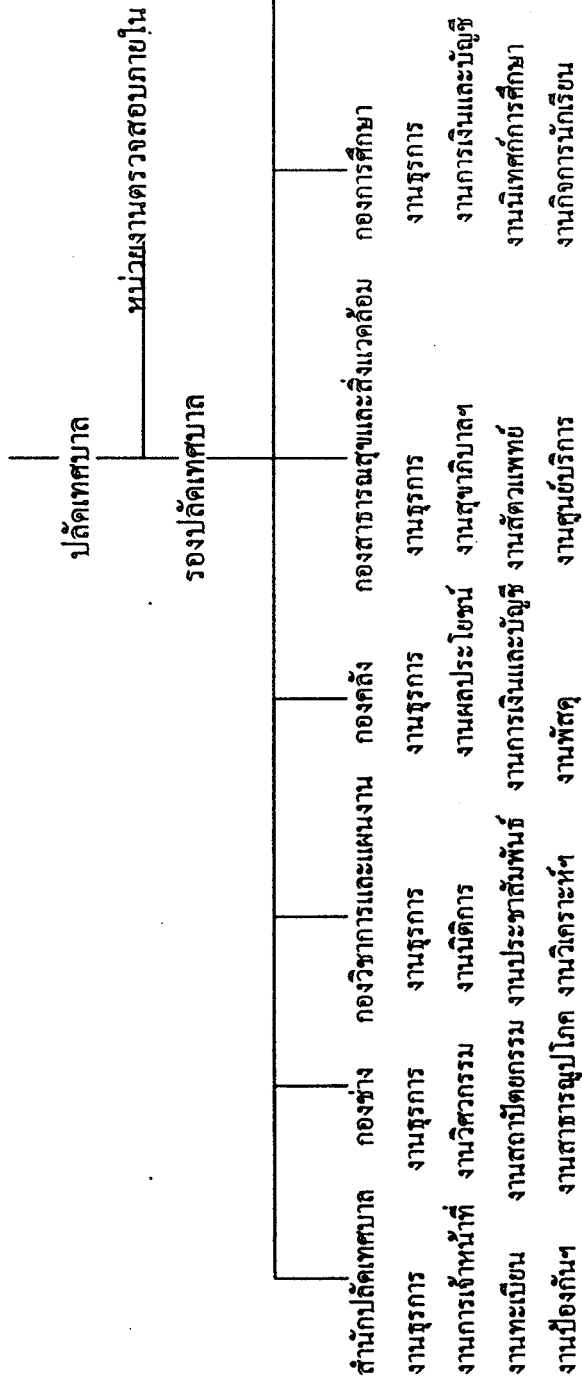 ปลัดเทศบาล
หน่วยงานตรวจสอบภายใน
รองปลัดเทศบาล
สำนักปลัดเทศบาล กองช่าง กองวิชาการและแผนงาน กองคลัง กองสาธารณสุขและสิ่งแวดล้อม กองการศึกษา
งานธุรการ งานธุรการ งานธุรการ งานธุรการ งานธุรการ งานธุรการ
งานการเจ้าหน้าที่ งานวิศวกรรม งานนิติการ งานผลประโยชน์ งานสุขาภิบาลฯ งานการเงินและบัญชี
งานทะเบียน งานสถาปัตยกรรม งานประชาสัมพันธ์ งานการเงินและบัญชี งานสัตวแพทย์ งานนิเทศก์การศึกษา
งานป้องกันฯ งานสาธารณูปโภค งานวิเคราะห์ฯ งานพัสดุ งานศูนย์บริการ งานกิจการนักเรียน